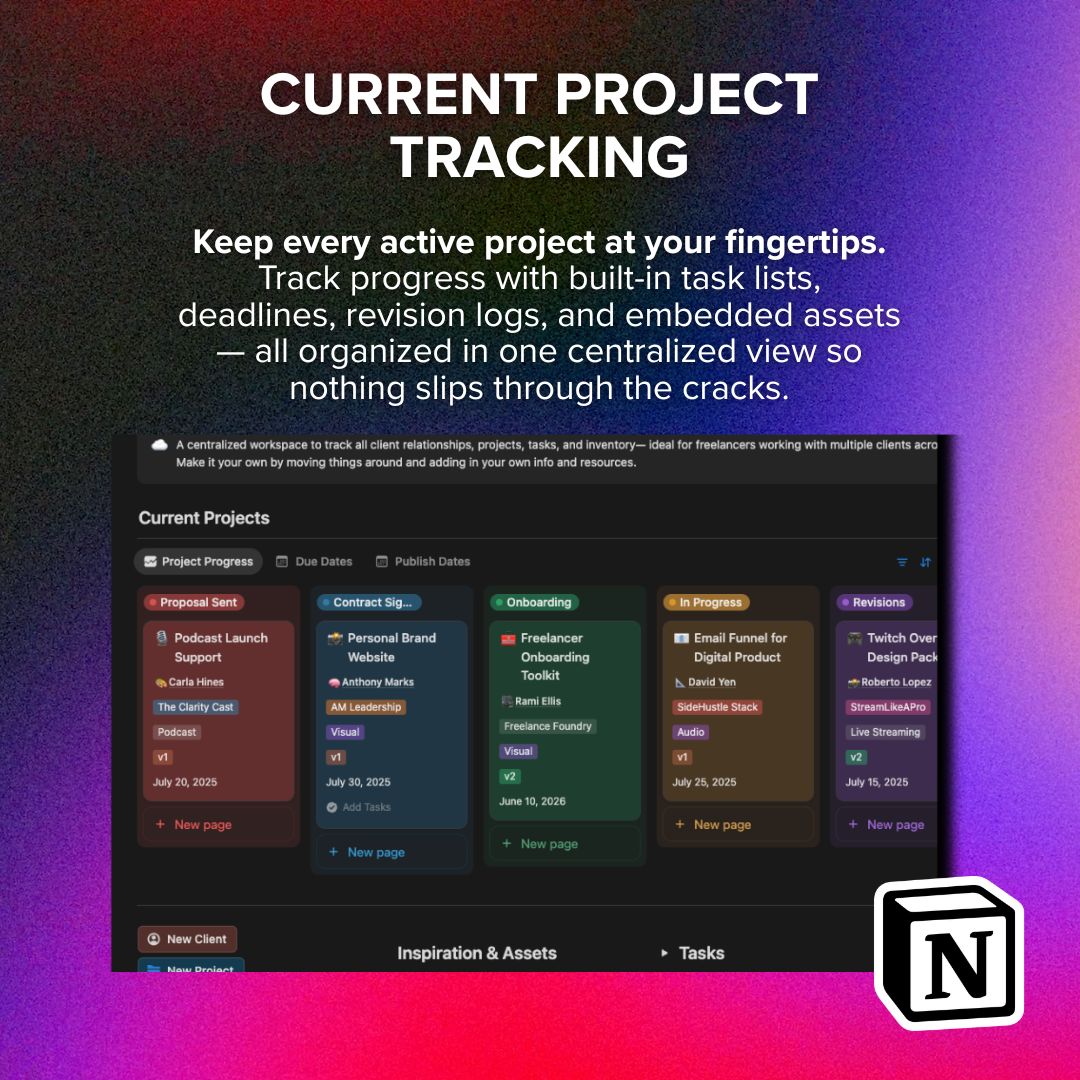 CURRENT PROJECT
TRACKING
Keep every active project at your fingertips.
Track progress with built-in task lists,
deadlines, revision logs, and embedded assets
— all organized in one centralized view so
nothing slips through the cracks.
A centralized workspace to track all client relationships, projects, tasks, and inventory— ideal for freelancers working with multiple clients acro
Make it your own by moving things around and adding in your own info and resources.
Current Projects
Project Progress Due Dates Publish Dates
Proposal Sent
Podcast Launch
Support
Carla Hines
The Clarity Cast
Podcast
v1
July 20, 2025
+ New page
Contract Sig...
Personal Brand
Website
Anthony Marks
AM Leadership
Visual
v1
July 30, 2025
Add Tasks
+ New page
Onboarding
Freelancer
Onboarding
Toolkit
Rami Ellis
Freelance Foundry
Visual
v2
June 10, 2026
+ New page
In Progress
Email Funnel for
Digital Product
David Yen
SideHustle Stack
Audio
v1
July 25, 2025
+ New page
Revisions
Twitch Over
Design Pack
Roberto Lopez
StreamLikeAPro
Live Streaming
v2
July 15, 2025
+ New page
New Client
New Project
Inspiration & Assets
Tasks
N